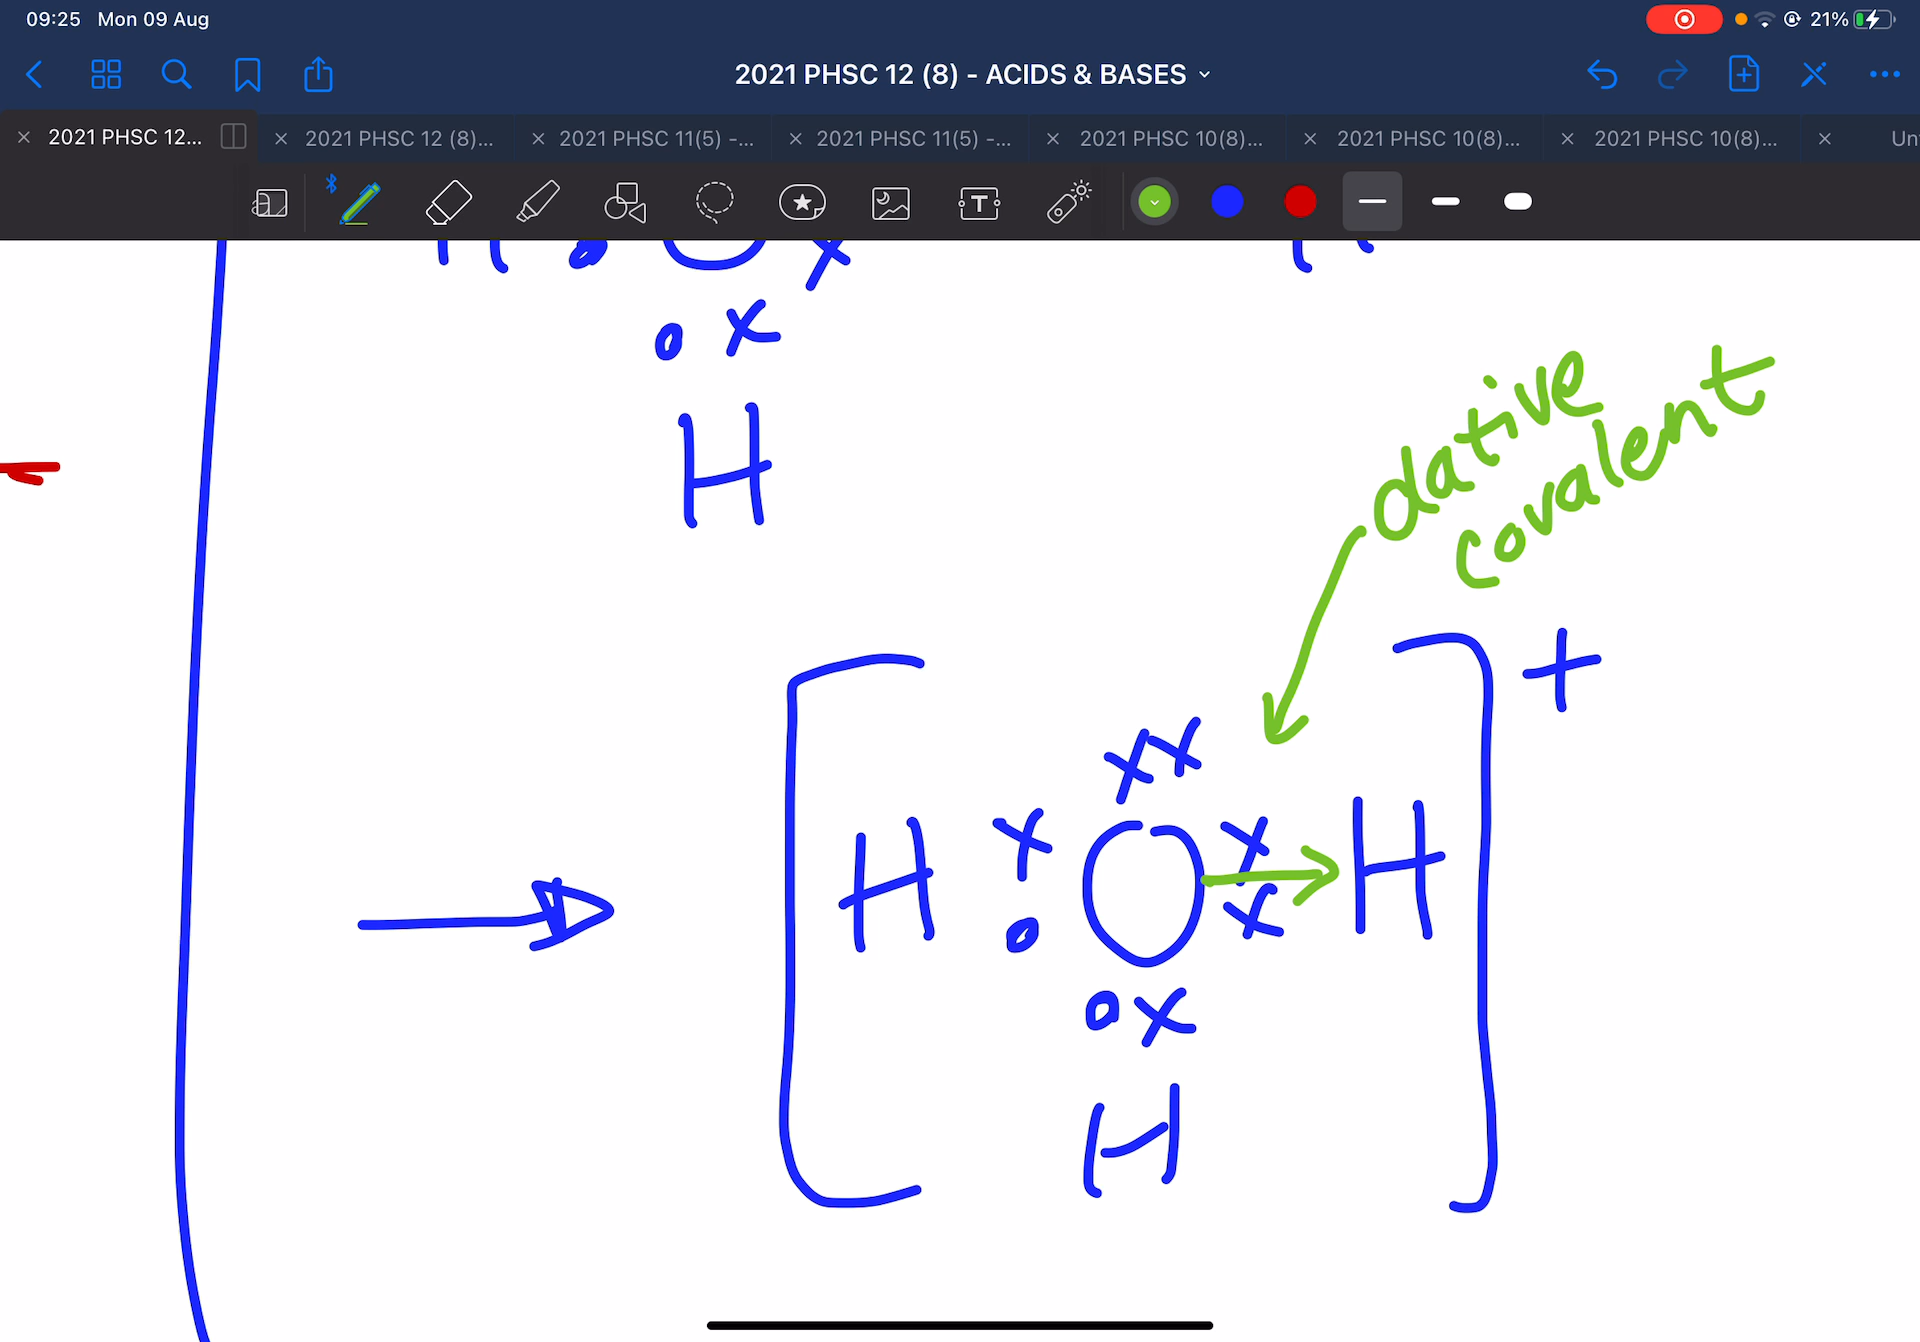 09:25 Mon 09 Aug
21%
2021 PHSC 12 (8) - ACIDS & BASES
2021 PHSC 12...
2021 PHSC 12 (8)...
2021 PHSC 11(5) -...
2021 PHSC 11(5) -...
2021 PHSC 10(8)...
2021 PHSC 10(8)...
2021 PHSC 10(8)...
Un
T
o x
H
dative
covalent
+
xx
H x O x H
o x
o x
H